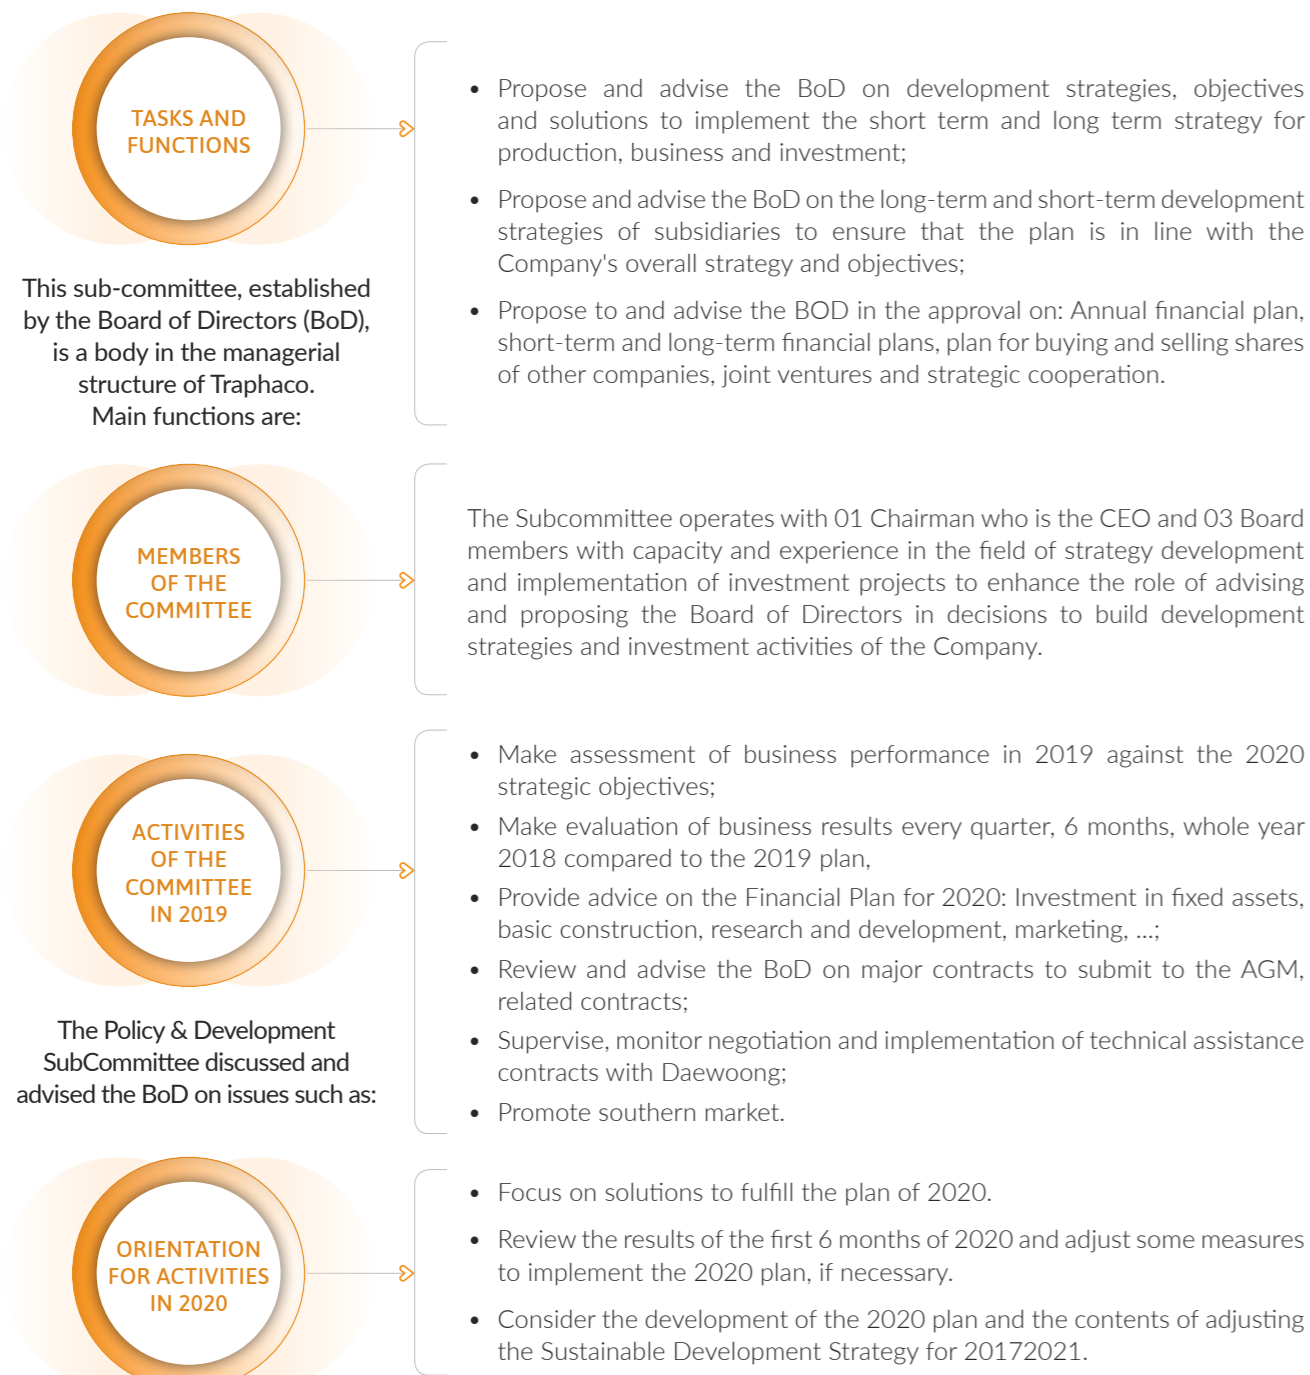 TASKS AND
FUNCTIONS
This sub-committee, established
by the Board of Directors (BoD),
is a body in the managerial
structure of Traphaco.
Main functions are:
• Propose and advise the BoD on development strategies, objectives
and solutions to implement the short term and long term strategy for
production, business and investment;
• Propose and advise the BoD on the long-term and short-term development
strategies of subsidiaries to ensure that the plan is in line with the
Company's overall strategy and objectives;
• Propose to and advise the BOD in the approval on: Annual financial plan,
short-term and long-term financial plans, plan for buying and selling shares
of other companies, joint ventures and strategic cooperation.
MEMBERS
OF THE
COMMITTEE
The Subcommittee operates with 01 Chairman who is the CEO and 03 Board
members with capacity and experience in the field of strategy development
and implementation of investment projects to enhance the role of advising
and proposing the Board of Directors in decisions to build development
strategies and investment activities of the Company.
ACTIVITIES
OF THE
COMMITTEE
IN 2019
The Policy & Development
SubCommittee discussed and
advised the BoD on issues such as:
• Make assessment of business performance in 2019 against the 2020
strategic objectives;
• Make evaluation of business results every quarter, 6 months, whole year
2018 compared to the 2019 plan,
• Provide advice on the Financial Plan for 2020: Investment in fixed assets,
basic construction, research and development, marketing, ...;
• Review and advise the BoD on major contracts to submit to the AGM,
related contracts;
• Supervise, monitor negotiation and implementation of technical assistance
contracts with Daewoong;
• Promote southern market.
ORIENTATION
FOR ACTIVITIES
IN 2020
• Focus on solutions to fulfill the plan of 2020.
• Review the results of the first 6 months of 2020 and adjust some measures
to implement the 2020 plan, if necessary.
• Consider the development of the 2020 plan and the contents of adjusting
the Sustainable Development Strategy for 20172021.